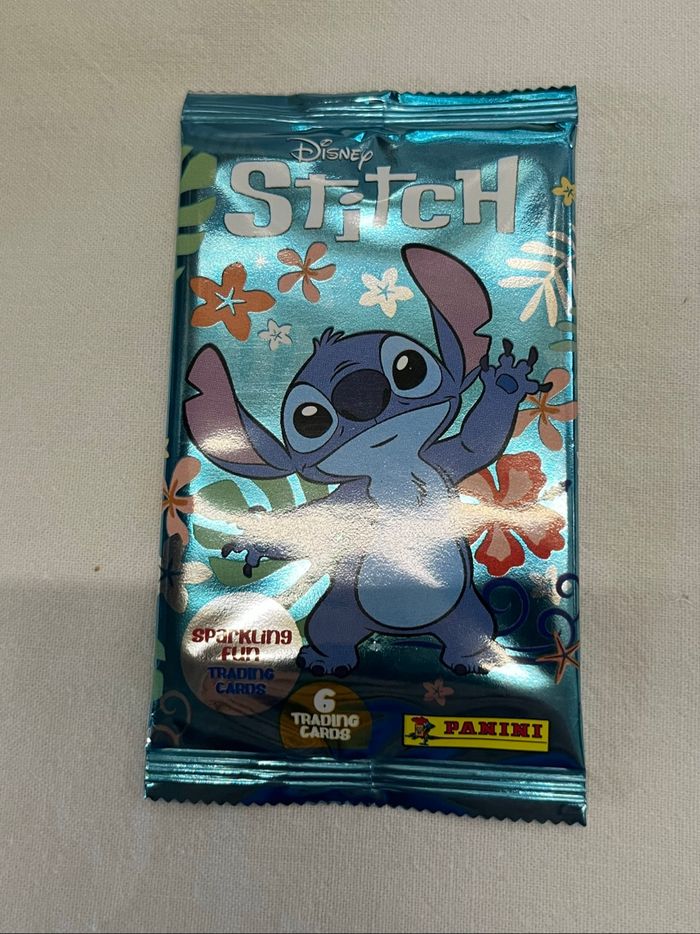 Disney
Stitch
Sparkling
Fun
TRADING
CARDS
6
TRADING
CARDS
PANINI